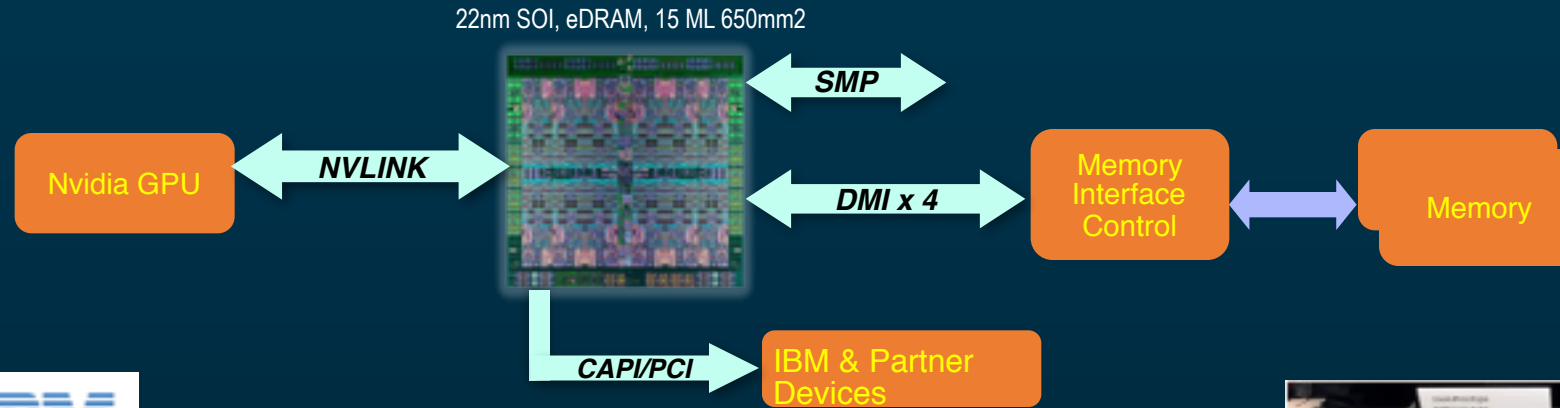 22nm SOI, eDRAM, 15 ML 650mm2
SMP
Nvidia GPU
NVLINK
DMI x 4
Memory
Interface
Control
Memory
CAPI/PCI
IBM & Partner
Devices